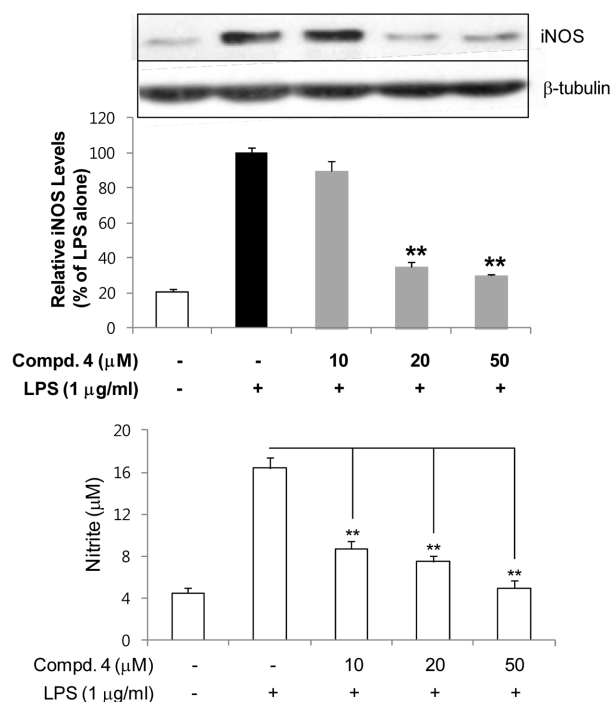 iNOS
β-tubulin
120
100
80
60
40
20
0
Relative iNOS Levels
(% of LPS alone)
** **
Compd. 4 (μM) - - 10 20 50
LPS (1 μg/ml) - + + + +
20
16
12
8
4
0
Nitrite (μM)
** ** **
Compd. 4 (μM) - - 10 20 50
LPS (1 μg/ml) - + + + +